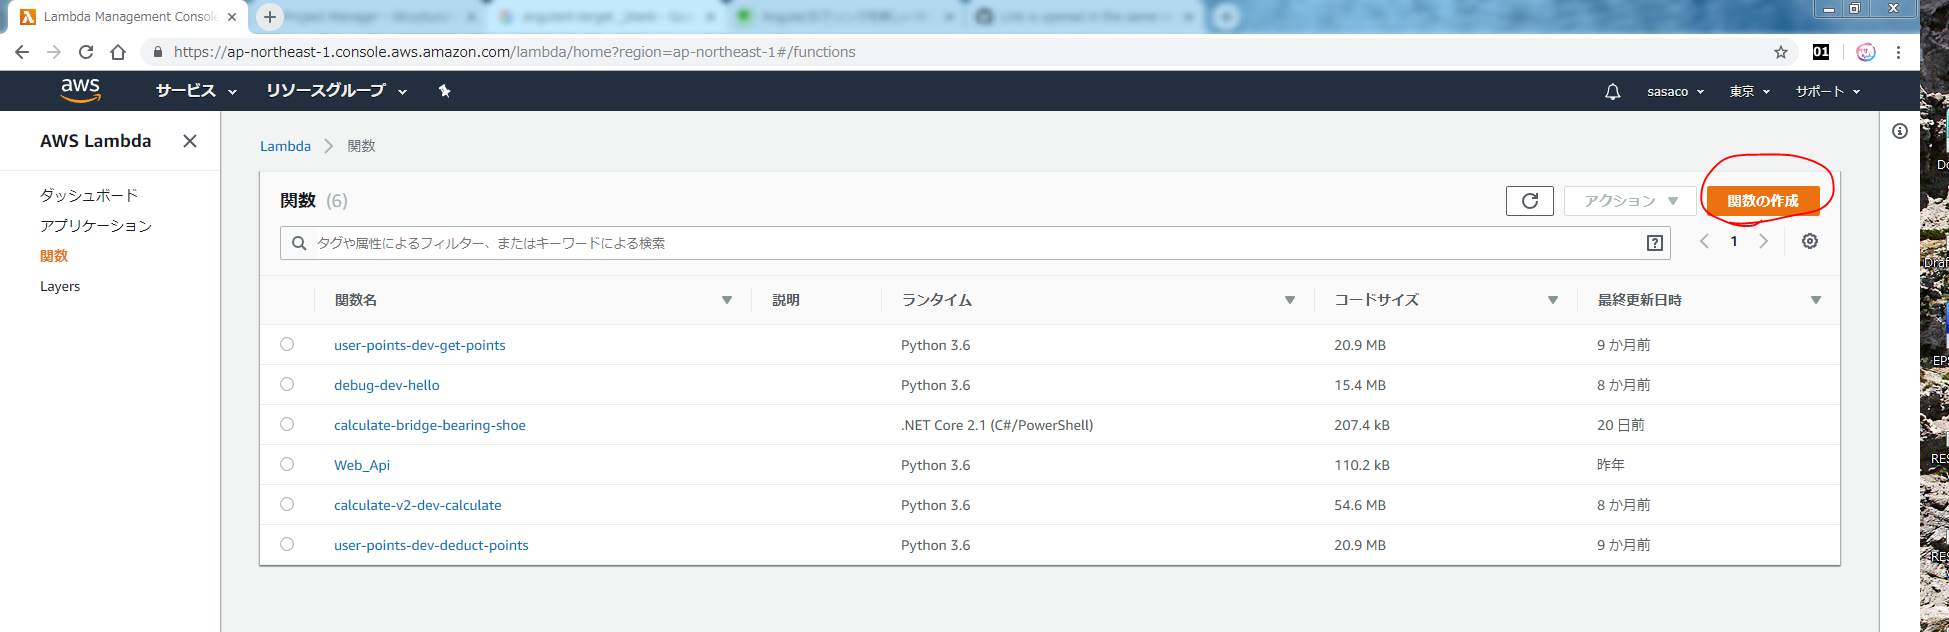 Lambda Management Console
https://ap-northeast-1.console.aws.amazon.com/lambda/home?region=ap-northeast-1#/functions
01
aws
サービス
リソースグループ
sasaco
東京
サポート
AWS Lambda
ダッシュボード
アプリケーション
関数
Layers
Lambda
関数
関数 (6)
アクション
関数の作成
タグや属性によるフィルター、またはキーワードによる検索
1
関数名 説明 ランタイム コードサイズ 最終更新日時
user-points-dev-get-points Python 3.6 20.9 MB 9 か月前
debug-dev-hello Python 3.6 15.4 MB 8 か月前
calculate-bridge-bearing-shoe .NET Core 2.1 (C#/PowerShell) 207.4 kB 20 日前
Web_Api Python 3.6 110.2 kB 昨年
calculate-v2-dev-calculate Python 3.6 54.6 MB 8 か月前
user-points-dev-deduct-points Python 3.6 20.9 MB 9 か月前